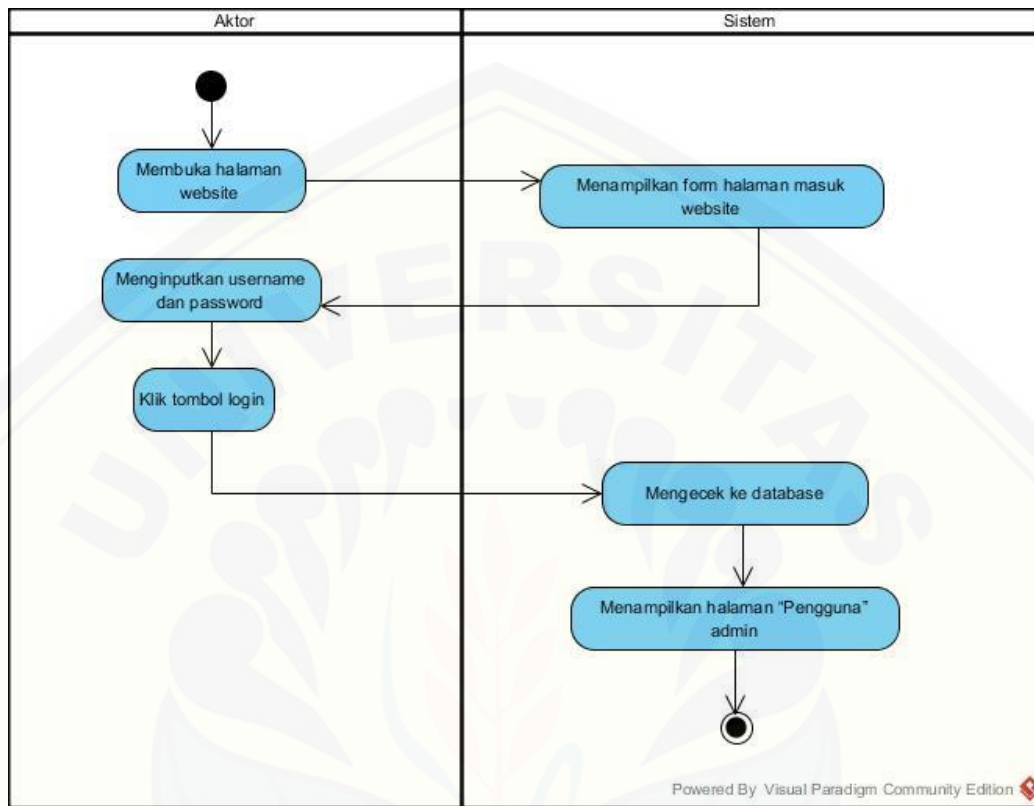 Aktor
Sistem
Membuka halaman
website
Menampilkan form halaman masuk
website
Menginputkan username
dan password
Klik tombol login
Mengecek ke database
Menampilkan halaman “Pengguna”
admin
UNIVERSITAS
Powered By Visual Paradigm Community Edition